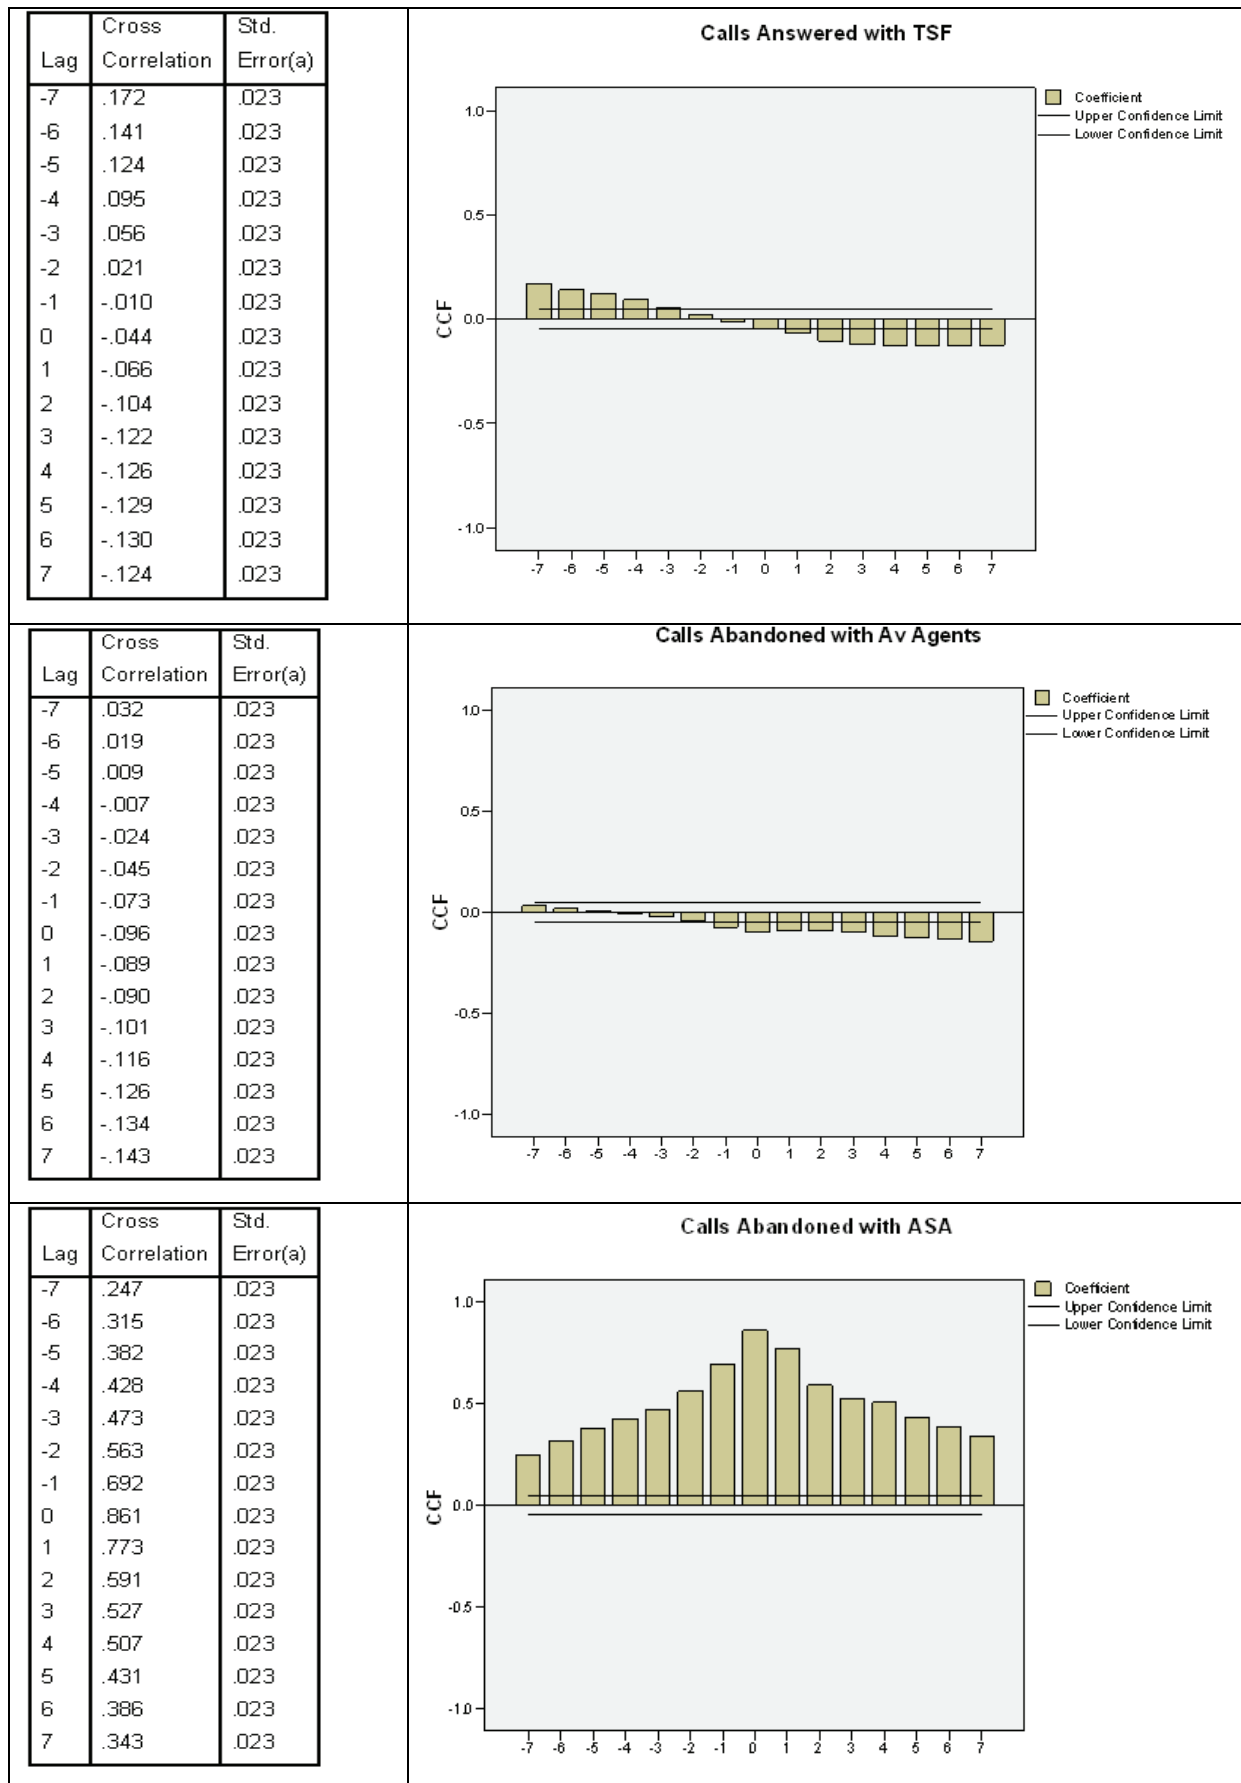 Cross Std.
Lag Correlation Error(a)
-7 .172 .023
-6 .141 .023
-5 .124 .023
-4 .095 .023
-3 .056 .023
-2 .021 .023
-1 -.010 .023
0 -.044 .023
1 -.066 .023
2 -.104 .023
3 -.122 .023
4 -.126 .023
5 -.129 .023
6 -.130 .023
7 -.124 .023
Calls Answered with TSF
Coefficient
Upper Confidence Limit
Lower Confidence Limit
1.0
0.5
0.0
-0.5
-1.0
CCF
-7 -6 -5 -4 -3 -2 -1 0 1 2 3 4 5 6 7
Cross Std.
Lag Correlation Error(a)
-7 .032 .023
-6 .019 .023
-5 .009 .023
-4 -.007 .023
-3 -.024 .023
-2 -.045 .023
-1 -.073 .023
0 -.096 .023
1 -.089 .023
2 -.090 .023
3 -.101 .023
4 -.116 .023
5 -.126 .023
6 -.134 .023
7 -.143 .023
Calls Abandoned with Av Agents
Coefficient
Upper Confidence Limit
Lower Confidence Limit
1.0
0.5
0.0
-0.5
-1.0
CCF
-7 -6 -5 -4 -3 -2 -1 0 1 2 3 4 5 6 7
Cross Std.
Lag Correlation Error(a)
-7 .247 .023
-6 .315 .023
-5 .382 .023
-4 .428 .023
-3 .473 .023
-2 .563 .023
-1 .692 .023
0 .861 .023
1 .773 .023
2 .591 .023
3 .527 .023
4 .507 .023
5 .431 .023
6 .386 .023
7 .343 .023
Calls Abandoned with ASA
Coefficient
Upper Confidence Limit
Lower Confidence Limit
1.0
0.5
0.0
-0.5
-1.0
CCF
-7 -6 -5 -4 -3 -2 -1 0 1 2 3 4 5 6 7